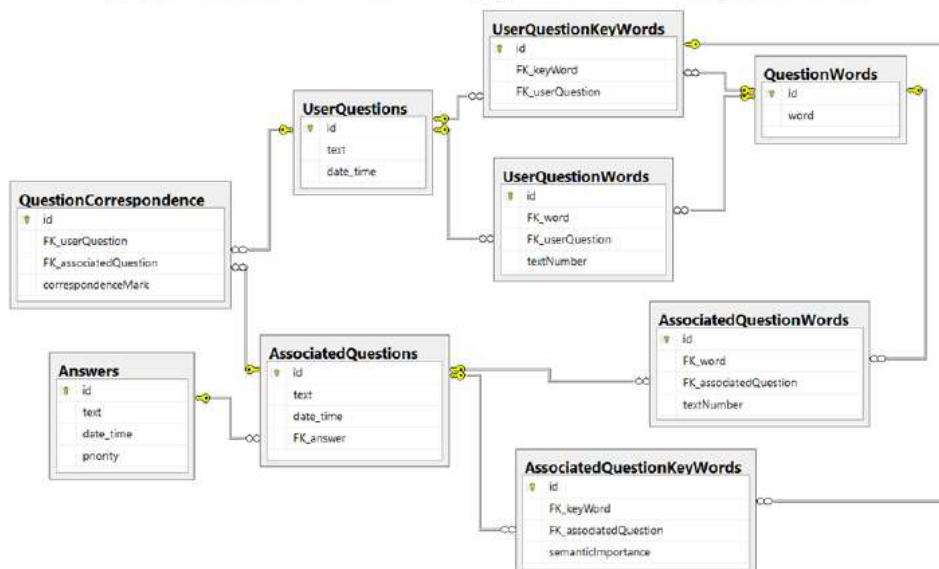 UserQuestionKeyWords
id
FK_keyWord
FK_userQuestion
QuestionWords
id
word
UserQuestions
id
text
date_time
UserQuestionWords
id
FK_word
FK_userQuestion
textNumber
QuestionCorrespondence
id
FK_userQuestion
FK_associatedQuestion
correspondenceMark
AssociatedQuestionWords
id
FK_word
FK_associatedQuestion
textNumber
AssociatedQuestions
id
text
date_time
FK_answer
Answers
id
text
date_time
priority
AssociatedQuestionKeyWords
id
FK_keyWord
FK_associatedQuestion
semanticImportance